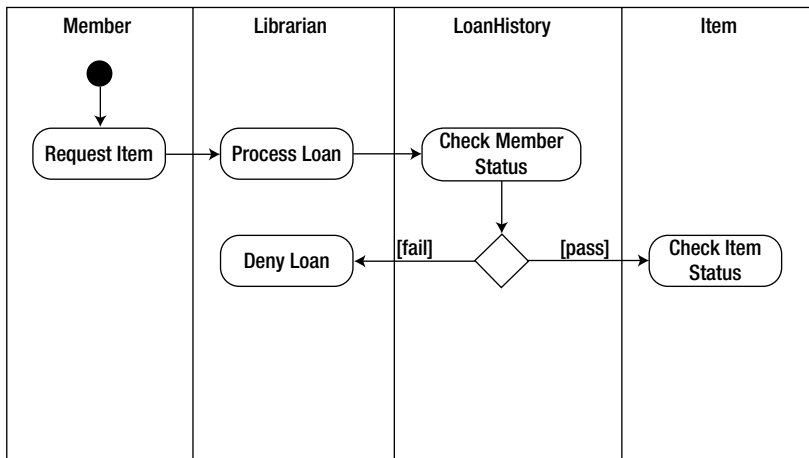 Member
Librarian
LoanHistory
Item
Request Item
Process Loan
Check Member
Status
Deny Loan
[fail]
[pass]
Check Item
Status